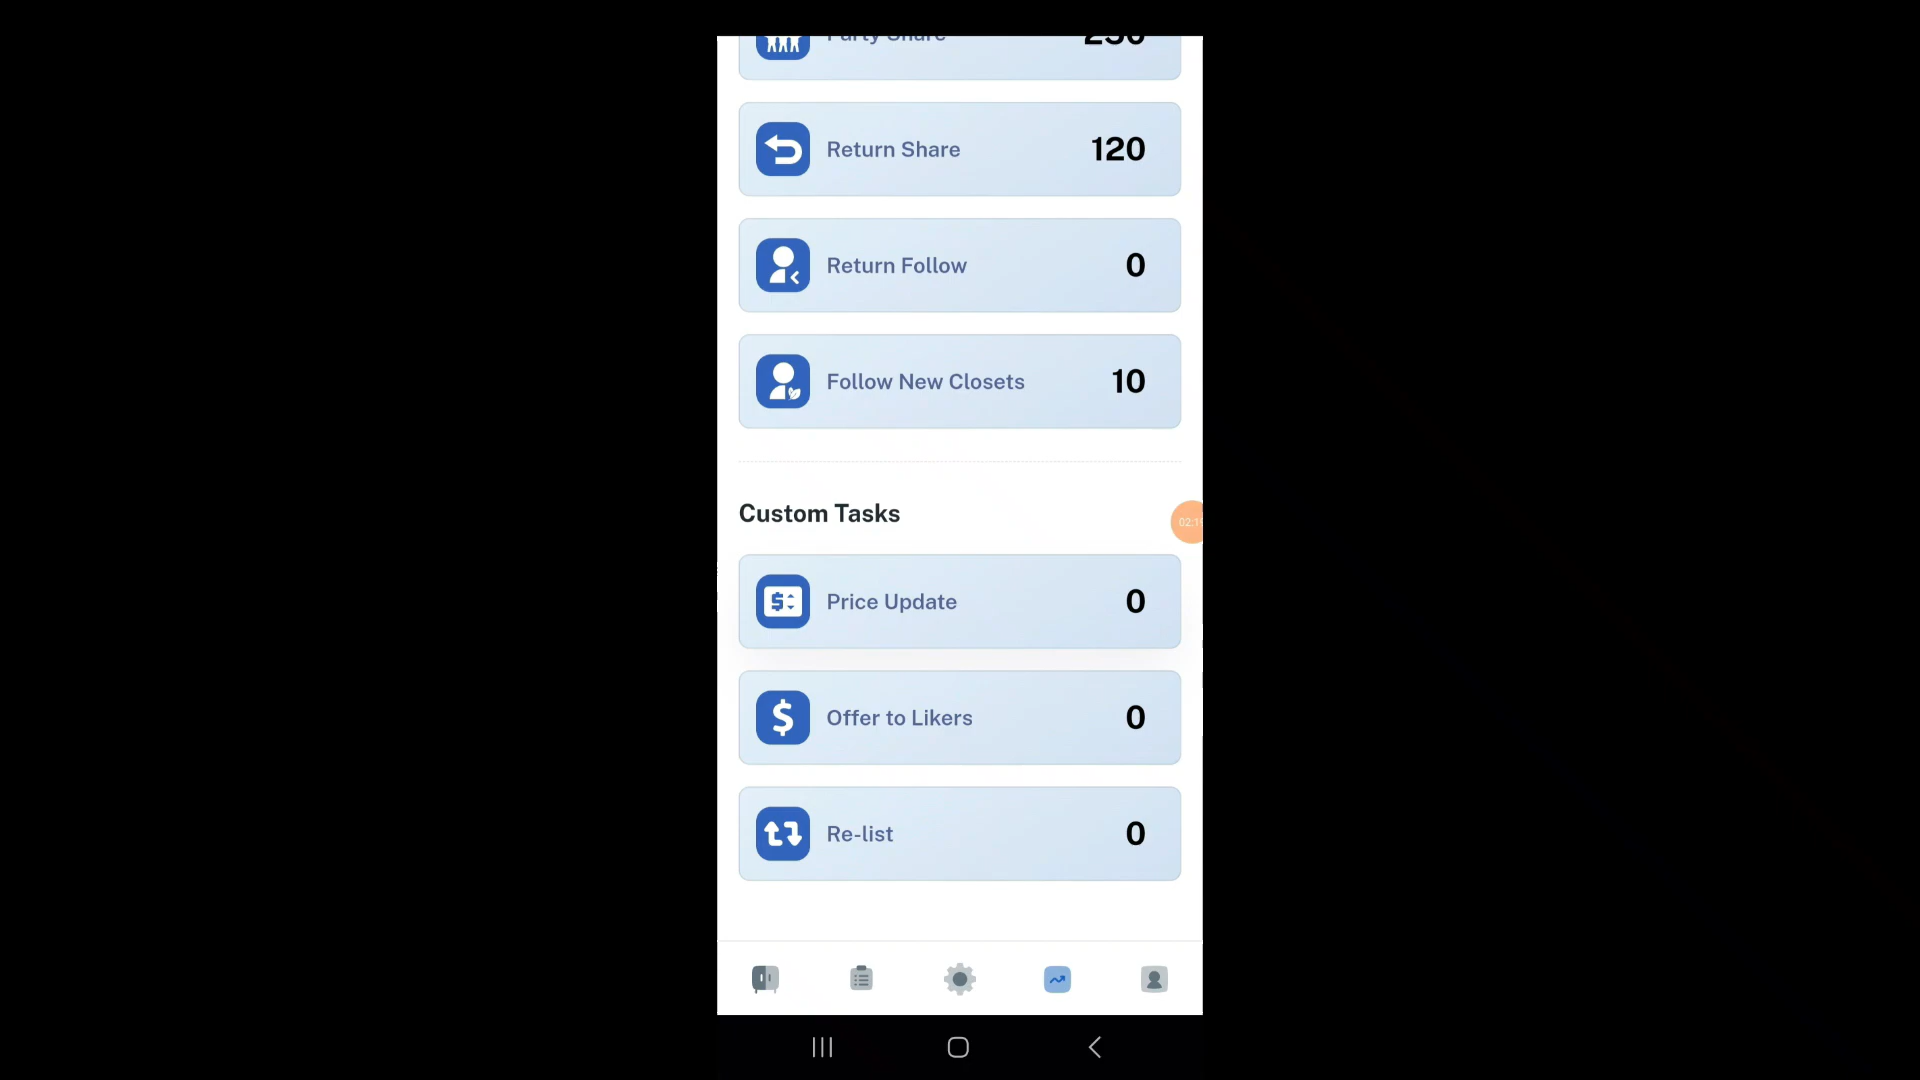 Party Share 250
Return Share 120
Return Follow 0
Follow New Closets 10
Custom Tasks
Price Update 0
Offer to Likers 0
Re-list 0